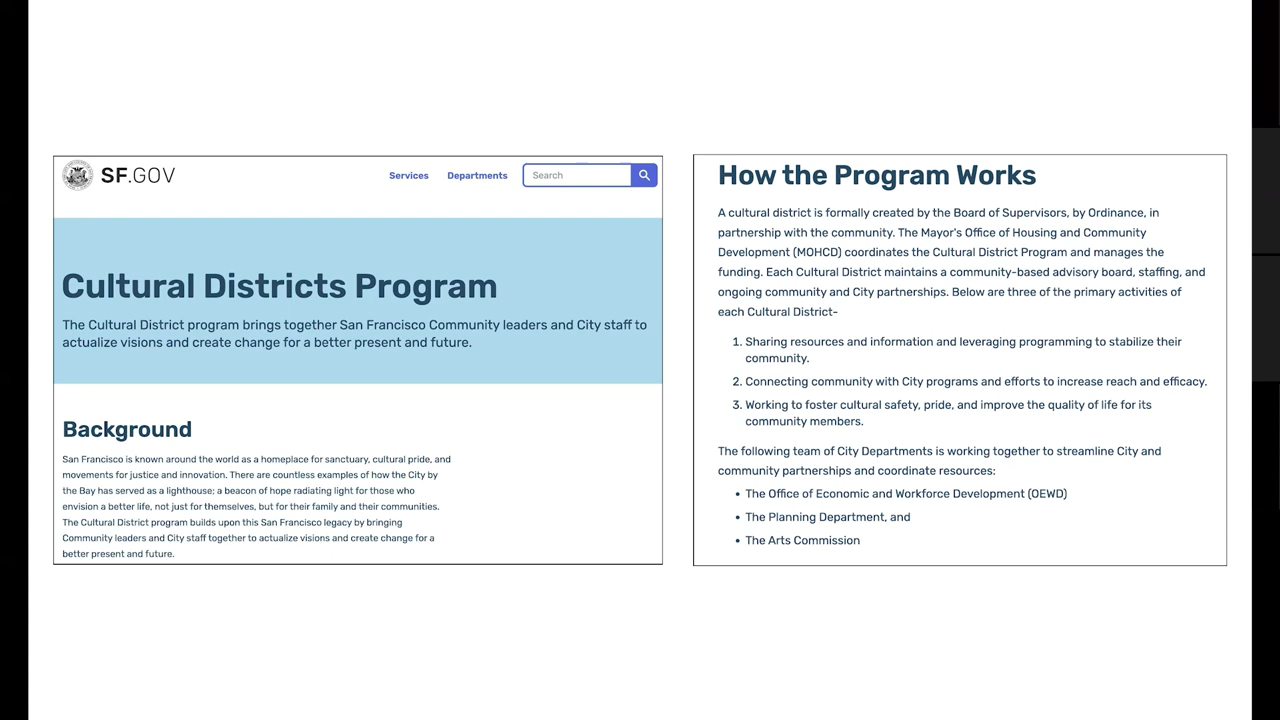 SF.GOV
Services
Departments
Search
Cultural Districts Program
The Cultural District program brings together San Francisco Community leaders and City staff to
actualize visions and create change for a better present and future.
Background
San Francisco is known around the world as a homeplace for sanctuary, cultural pride, and
movements for justice and innovation. There are countless examples of how the City by
the Bay has served as a lighthouse; a beacon of hope radiating light for those who
envision a better life, not just for themselves, but for their family and their communities.
The Cultural District program builds upon this San Francisco legacy by bringing
Community leaders and City staff together to actualize visions and create change for a
better present and future.
How the Program Works
A cultural district is formally created by the Board of Supervisors, by Ordinance, in
partnership with the community. The Mayor's Office of Housing and Community
Development (MOHCD) coordinates the Cultural District Program and manages the
funding. Each Cultural District maintains a community-based advisory board, staffing, and
ongoing community and City partnerships. Below are three of the primary activities of
each Cultural District-
1. Sharing resources and information and leveraging programming to stabilize their
community.
2. Connecting community with City programs and efforts to increase reach and efficacy.
3. Working to foster cultural safety, pride, and improve the quality of life for its
community members.
The following team of City Departments is working together to streamline City and
community partnerships and coordinate resources:
• The Office of Economic and Workforce Development (OEWD)
• The Planning Department, and
• The Arts Commission